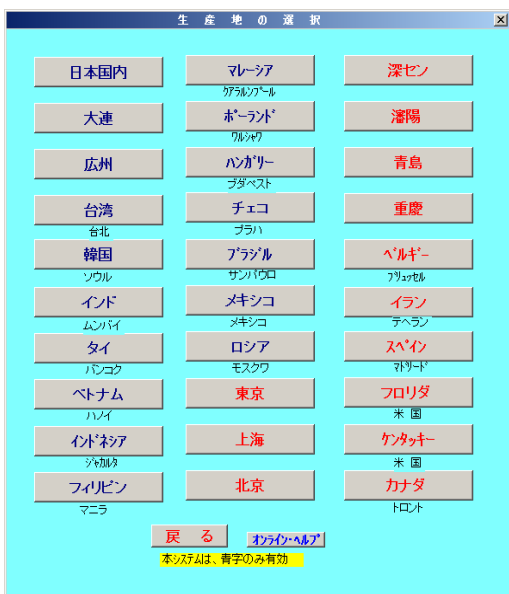 生 産 地 の 選 択
日本国内
マレーシア
クアラルンプール
深セン
大連
ポーランド
ワルシャワ
瀋陽
広州
ハンガリー
ブダペスト
青島
台湾
台北
チェコ
プラハ
重慶
韓国
ソウル
ブラジル
サンパウロ
ベルギー
ブリュッセル
インド
ムンバイ
メキシコ
メキシコ
イラン
テヘラン
タイ
バンコク
ロシア
モスクワ
スペイン
マドリード
ベトナム
ハノイ
東京
フロリダ
米 国
インドネシア
ジャカルタ
上海
ケンタッキー
米 国
フィリピン
マニラ
北京
カナダ
トロント
戻 る
オンライン・ヘルプ
本システムは、青字のみ有効